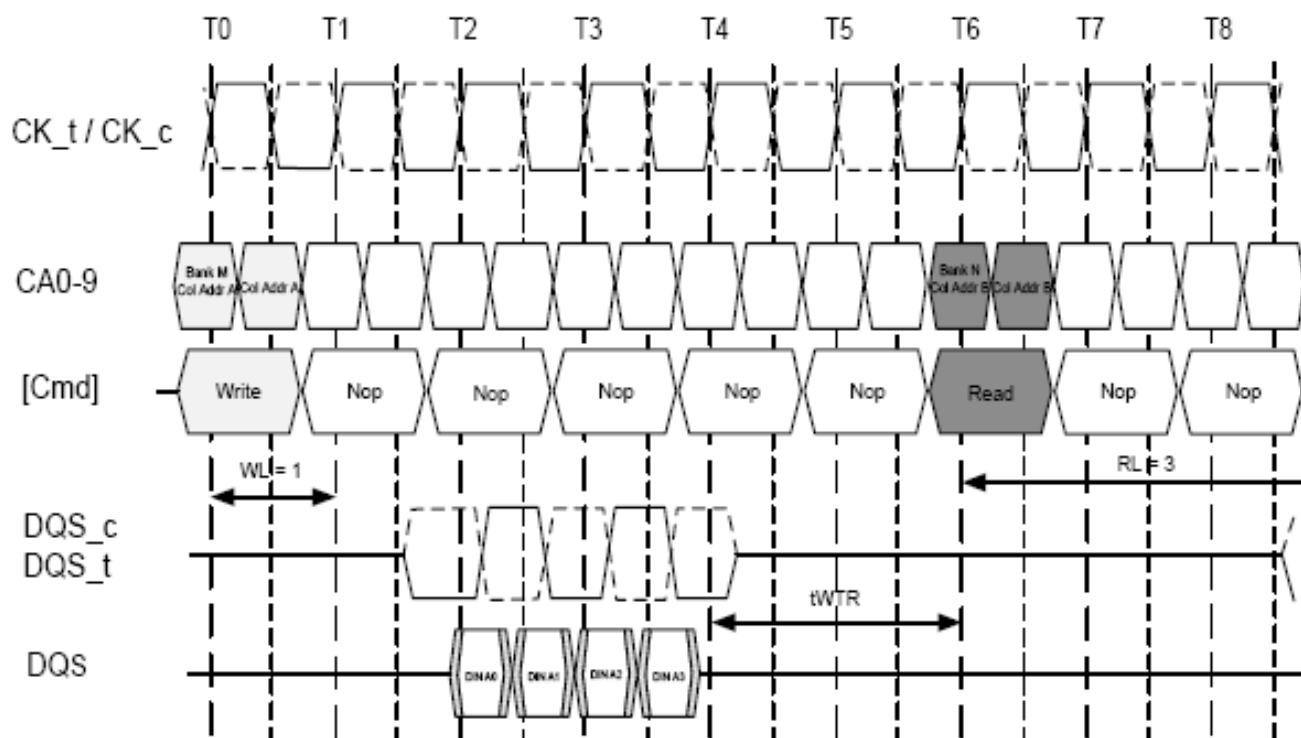 T0 T1 T2 T3 T4 T5 T6 T7 T8
CK_t / CK_c
CA0-9
Bank M
Col Addr A
Col Addr A
Bank N
Col Addr B
Col Addr B
[Cmd]
Write Nop Nop Nop Nop Nop Read Nop Nop
WL = 1
RL = 3
DQS_c
DQS_t
tWTR
DQS
DIN A0 DIN A1 DIN A2 DIN A3